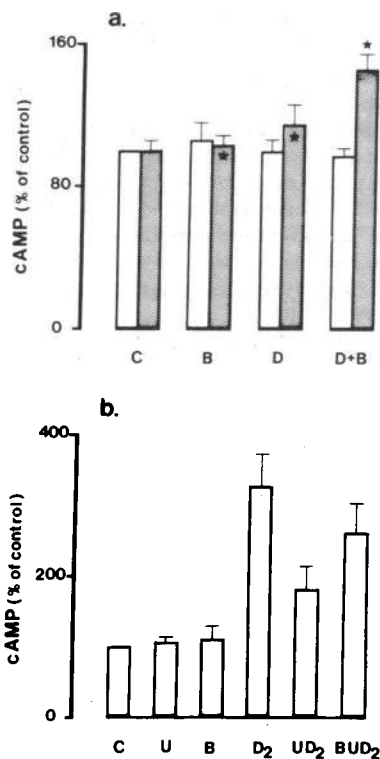 a.
cAMP (% of control)
160
80
0
C B D D+B
b.
cAMP (% of control)
400
200
0
C U B D₂ UD₂ BUD₂